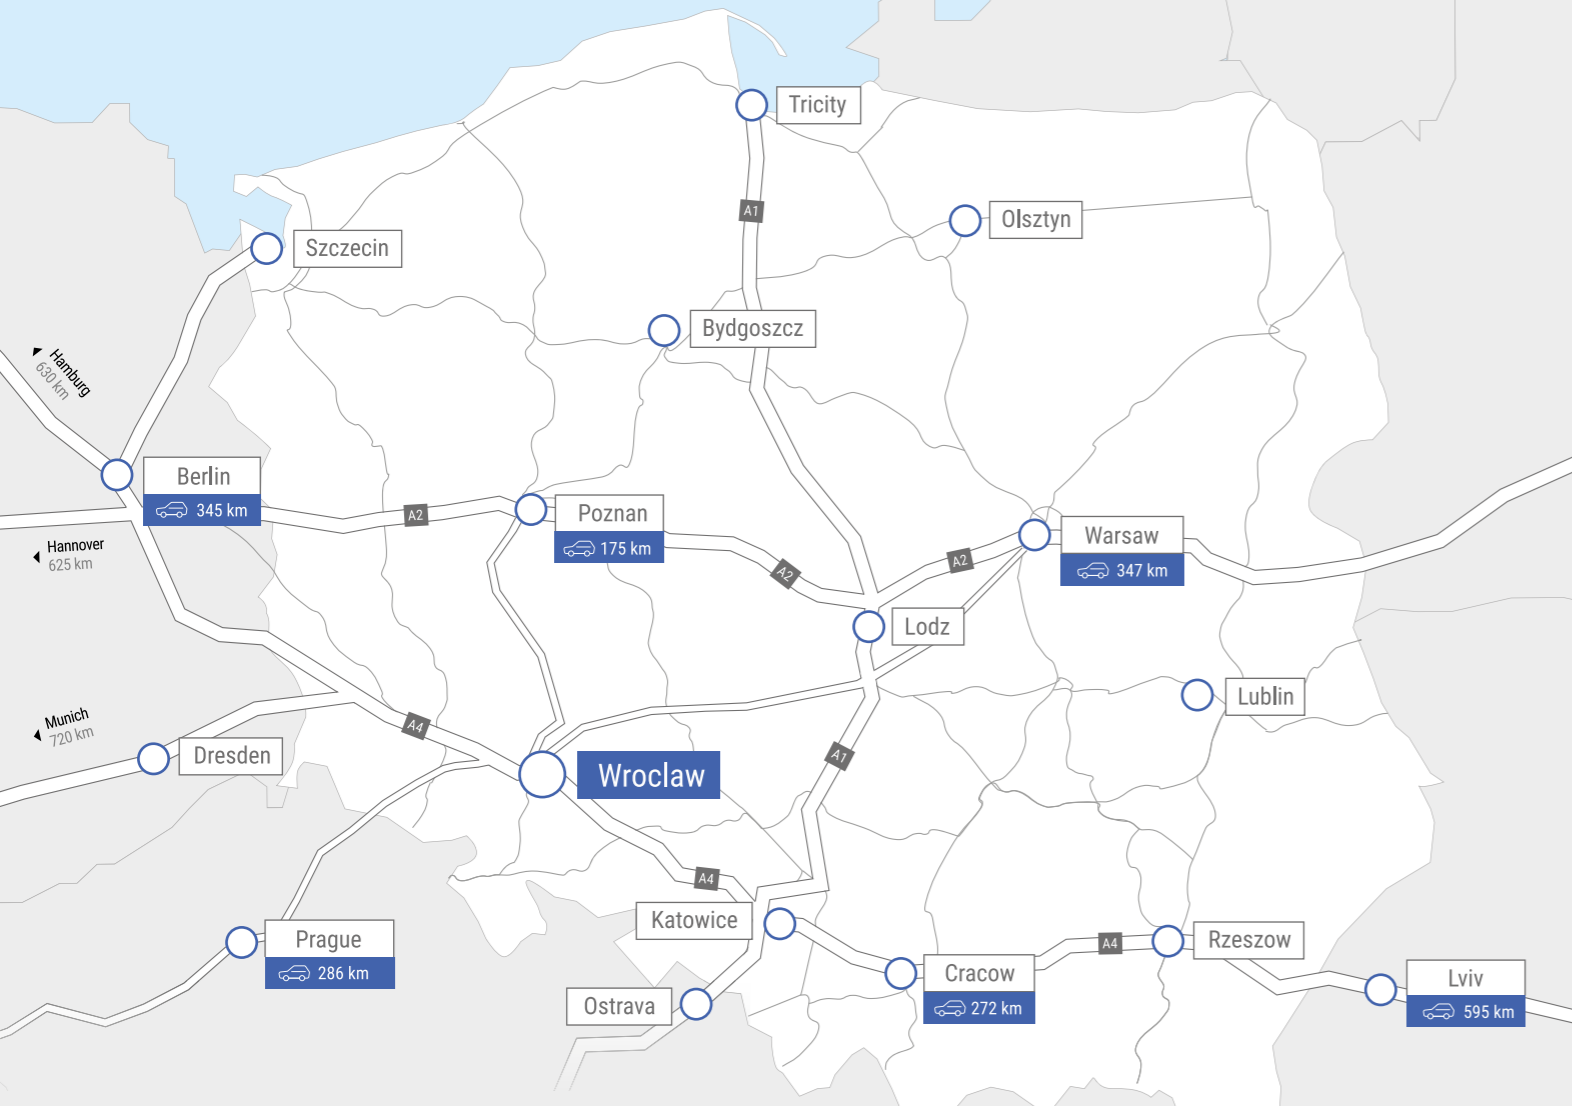 Tricity
A1
Olsztyn
Szczecin
Bydgoszcz
Hamburg
630 km
Berlin
345 km
A2
Poznan
175 km
A2
A2
Warsaw
347 km
Hannover
625 km
Lodz
Lublin
Munich
720 km
A4
Dresden
Wroclaw
A1
A4
Katowice
Prague
286 km
Cracow
272 km
A4
Rzeszow
Lviv
595 km
Ostrava